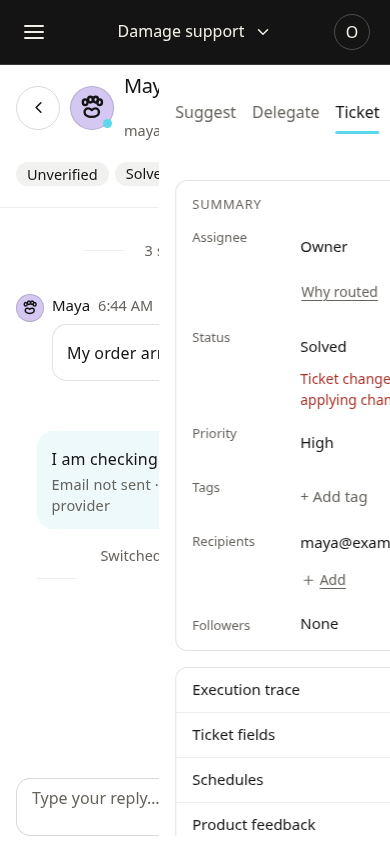 Damage support
O
May
maya
Unverified
Solve
3 s
Maya 6:44 AM
My order arr
I am checking
Email not sent ·
provider
Switched
Type your reply...
Suggest Delegate Ticket
SUMMARY
Assignee
Owner
Why routed
Status
Solved
Ticket change
applying chan
Priority
High
Tags
+ Add tag
Recipients
maya@exam
+ Add
Followers
None
Execution trace
Ticket fields
Schedules
Product feedback